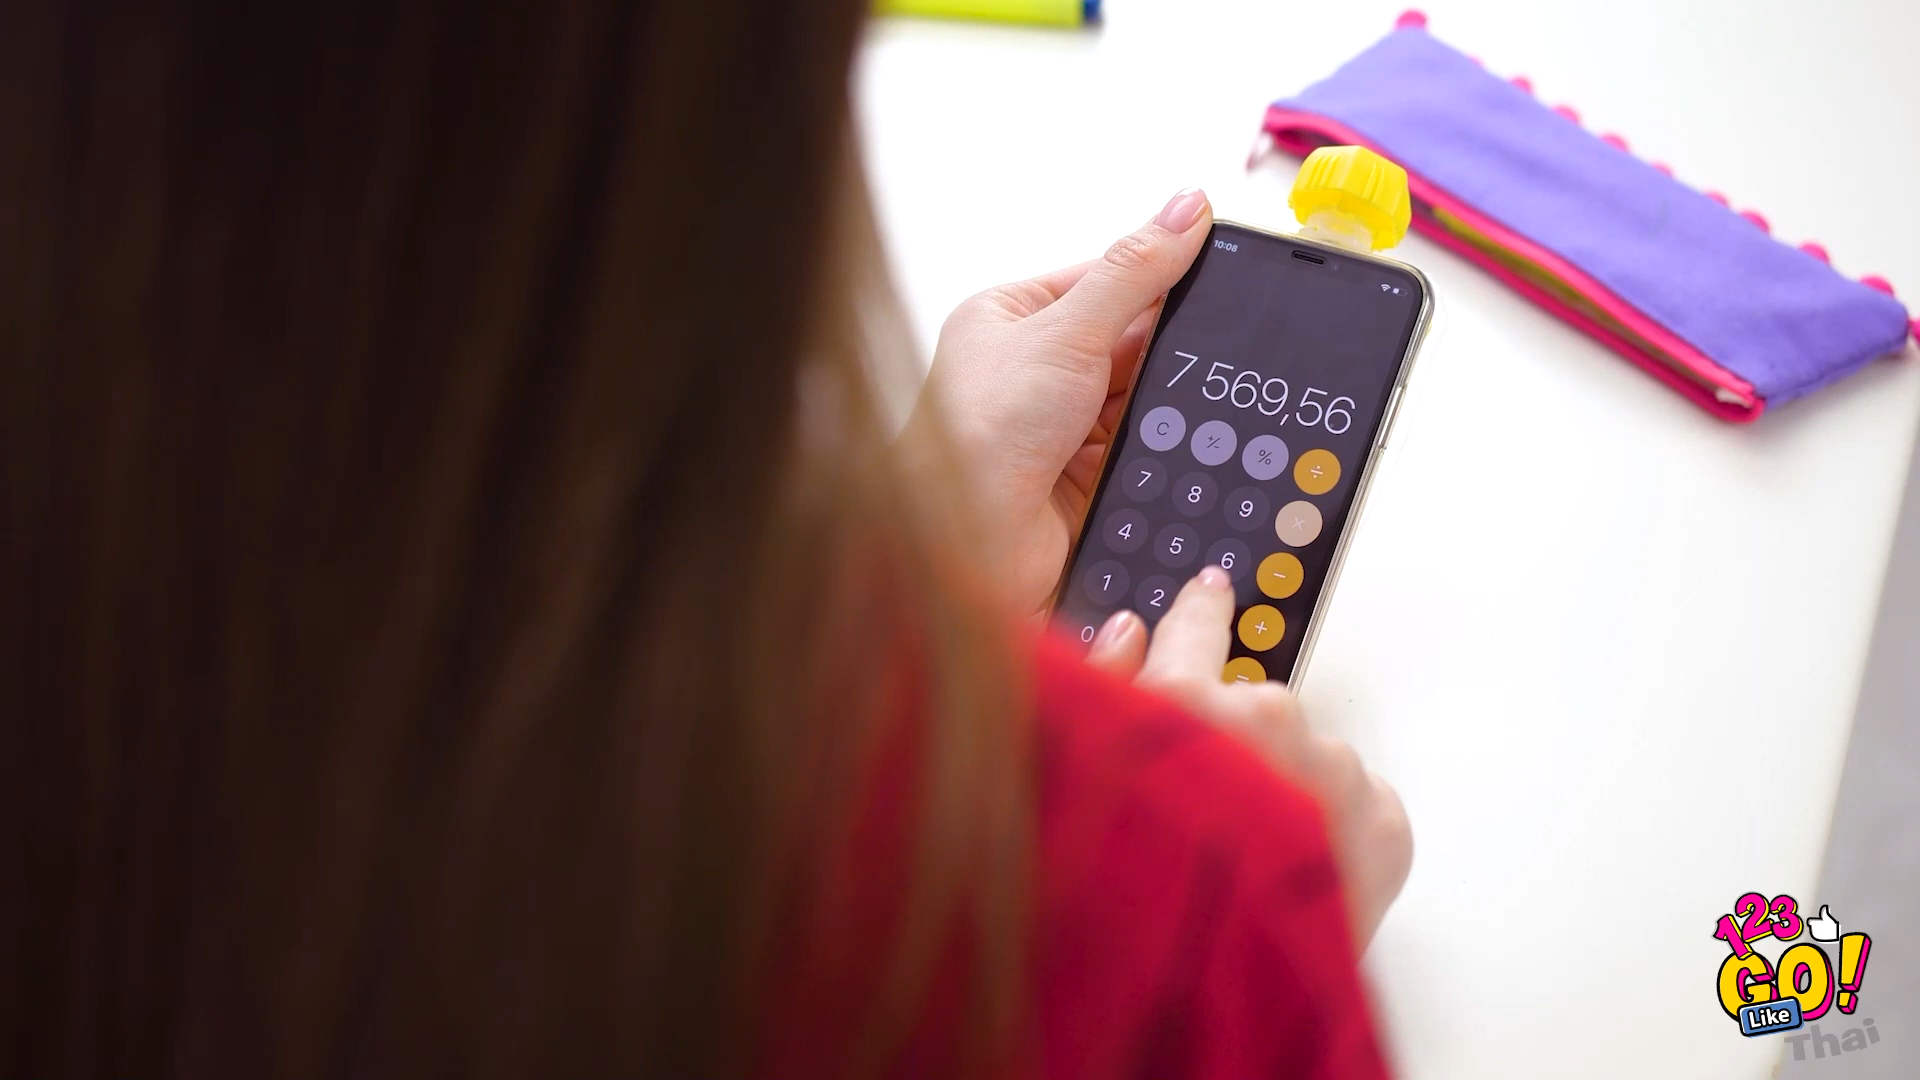 10:08
7 569,56
C +/- % ÷
7 8 9 ×
4 5 6 −
1 2 +
0 =
123
GO!
Like
Thai